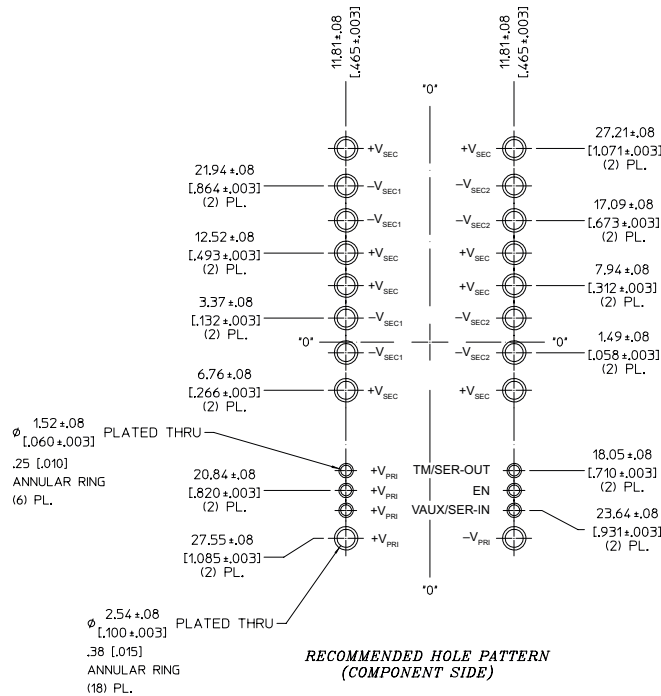 11.81±.08
[.465±.003]
11.81±.08
[.465±.003]
"0"
+VSEC
+VSEC
27.21±.08
[1.071±.003]
(2) PL.
21.94±.08
[.864±.003]
(2) PL.
–VSEC1
–VSEC2
–VSEC1
–VSEC2
17.09±.08
[.673±.003]
(2) PL.
12.52±.08
[.493±.003]
(2) PL.
+VSEC
+VSEC
+VSEC
+VSEC
7.94±.08
[.312±.003]
(2) PL.
3.37±.08
[.132±.003]
(2) PL.
–VSEC1
–VSEC2
"0"
"0"
–VSEC1
–VSEC2
1.49±.08
[.058±.003]
(2) PL.
6.76±.08
[.266±.003]
(2) PL.
+VSEC
+VSEC
ø 1.52±.08 PLATED THRU
[.060±.003]
.25 [.010]
ANNULAR RING
(6) PL.
+VPRI
TM/SER-OUT
18.05±.08
[.710±.003]
(2) PL.
20.84±.08
[.820±.003]
(2) PL.
+VPRI
EN
+VPRI
VAUX/SER-IN
23.64±.08
[.931±.003]
(2) PL.
27.55±.08
[1.085±.003]
(2) PL.
+VPRI
–VPRI
"0"
ø 2.54±.08 PLATED THRU
[.100±.003]
.38 [.015]
ANNULAR RING
(18) PL.
RECOMMENDED HOLE PATTERN
(COMPONENT SIDE)